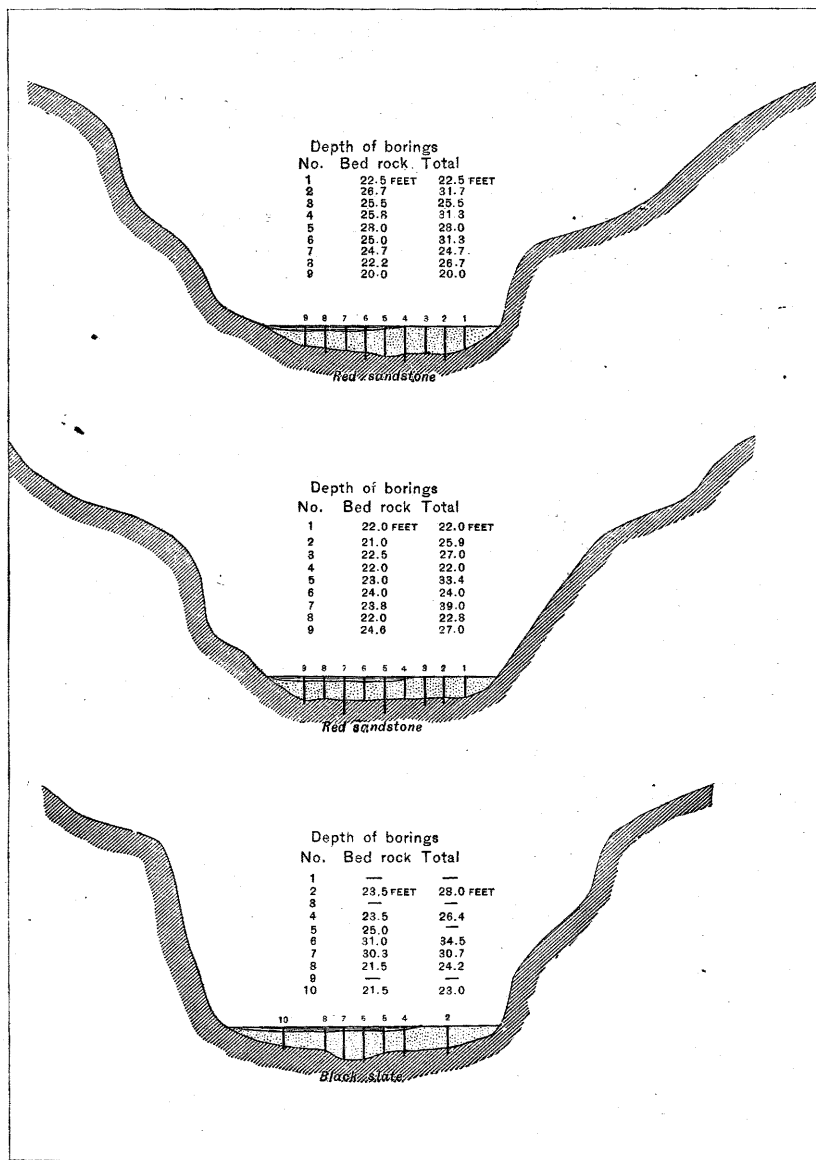 Depth of borings
No. Bed rock Total
1 22.5 FEET 22.5 FEET
2 26.7 31.7
3 25.5 25.5
4 25.8 31.3
5 28.0 28.0
6 25.0 31.3
7 24.7 24.7
8 22.2 26.7
9 20.0 20.0
9 8 7 6 5 4 3 2 1
Red sandstone
Depth of borings
No. Bed rock Total
1 22.0 FEET 22.0 FEET
2 21.0 25.9
3 22.5 27.0
4 22.0 22.0
5 23.0 33.4
6 24.0 24.0
7 23.8 39.0
8 22.0 22.8
9 24.6 27.0
9 8 7 6 5 4 3 2 1
Red sandstone
Depth of borings
No. Bed rock Total
1 — —
2 23.5 FEET 28.0 FEET
3 — —
4 23.5 26.4
5 25.0 —
6 31.0 34.5
7 30.3 30.7
8 21.5 24.2
9 — —
10 21.5 23.0
10 8 7 6 5 4 2
Black slate